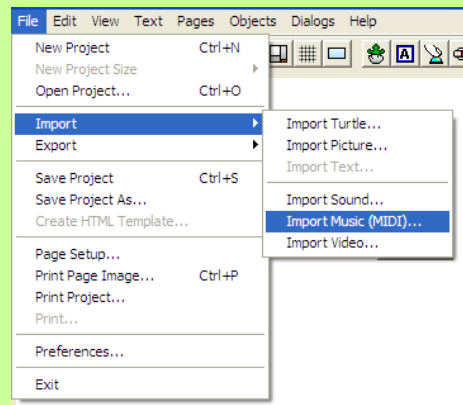 File Edit View Text Pages Objects Dialogs Help
New Project Ctrl+N
New Project Size
Open Project... Ctrl+O
Import
Export
Save Project Ctrl+S
Save Project As...
Create HTML Template...
Page Setup...
Print Page Image... Ctrl+P
Print Project...
Print...
Preferences...
Exit
A
Import Turtle...
Import Picture...
Import Text...
Import Sound...
Import Music (MIDI)...
Import Video...